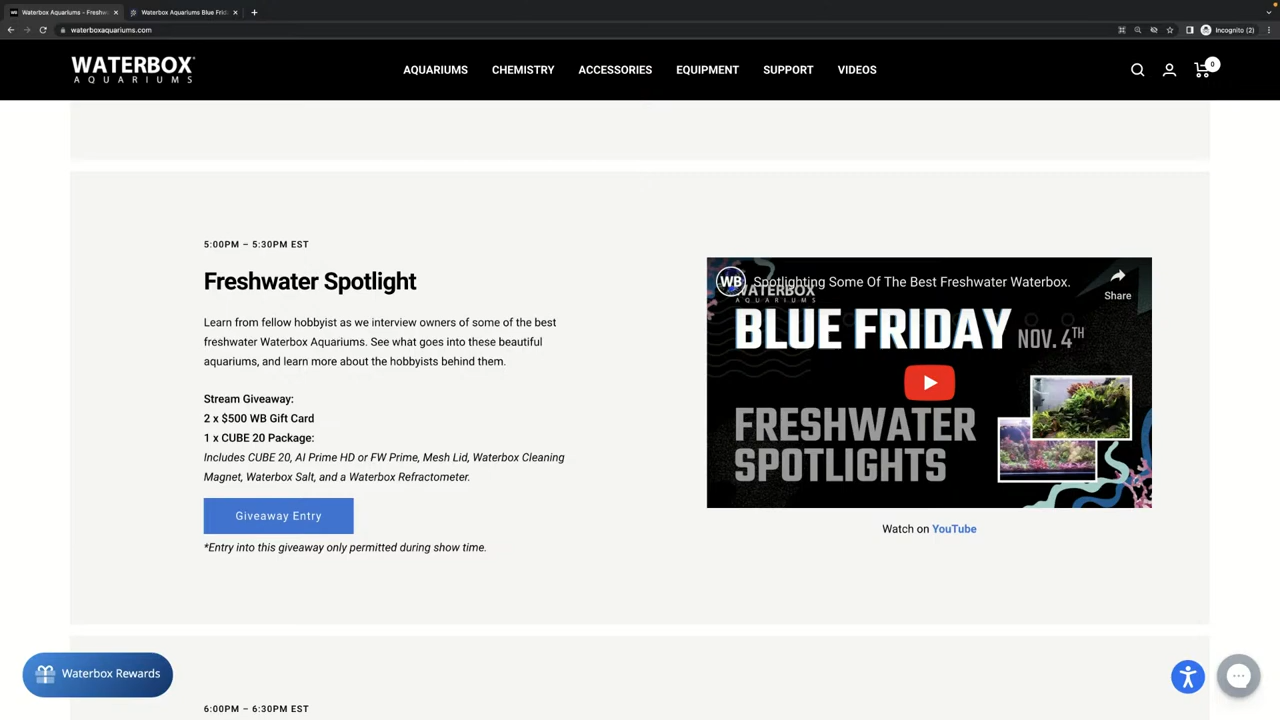 Waterbox Aquariums - Freshw
Waterbox Aquariums Blue Frid
waterboxaquariums.com
Incognito (2)
WATERBOX
AQUARIUMS
AQUARIUMS
CHEMISTRY
ACCESSORIES
EQUIPMENT
SUPPORT
VIDEOS
0
5:00PM – 5:30PM EST
Freshwater Spotlight
Learn from fellow hobbyist as we interview owners of some of the best
freshwater Waterbox Aquariums. See what goes into these beautiful
aquariums, and learn more about the hobbyists behind them.
Stream Giveaway:
2 x $500 WB Gift Card
1 x CUBE 20 Package:
Includes CUBE 20, AI Prime HD or FW Prime, Mesh Lid, Waterbox Cleaning
Magnet, Waterbox Salt, and a Waterbox Refractometer.
Giveaway Entry
*Entry into this giveaway only permitted during show time.
WB
Spotlighting Some Of The Best Freshwater Waterbox.
Share
WATERBOX
AQUARIUMS
BLUE FRIDAY NOV. 4TH
FRESHWATER
SPOTLIGHTS
Watch on YouTube
Waterbox Rewards
6:00PM – 6:30PM EST